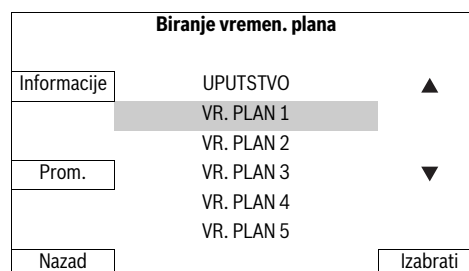 Biranje vremen. plana
Informacije
UPUTSTVO
▲
VR. PLAN 1
VR. PLAN 2
Prom.
VR. PLAN 3
▼
VR. PLAN 4
VR. PLAN 5
Nazad
Izabrati